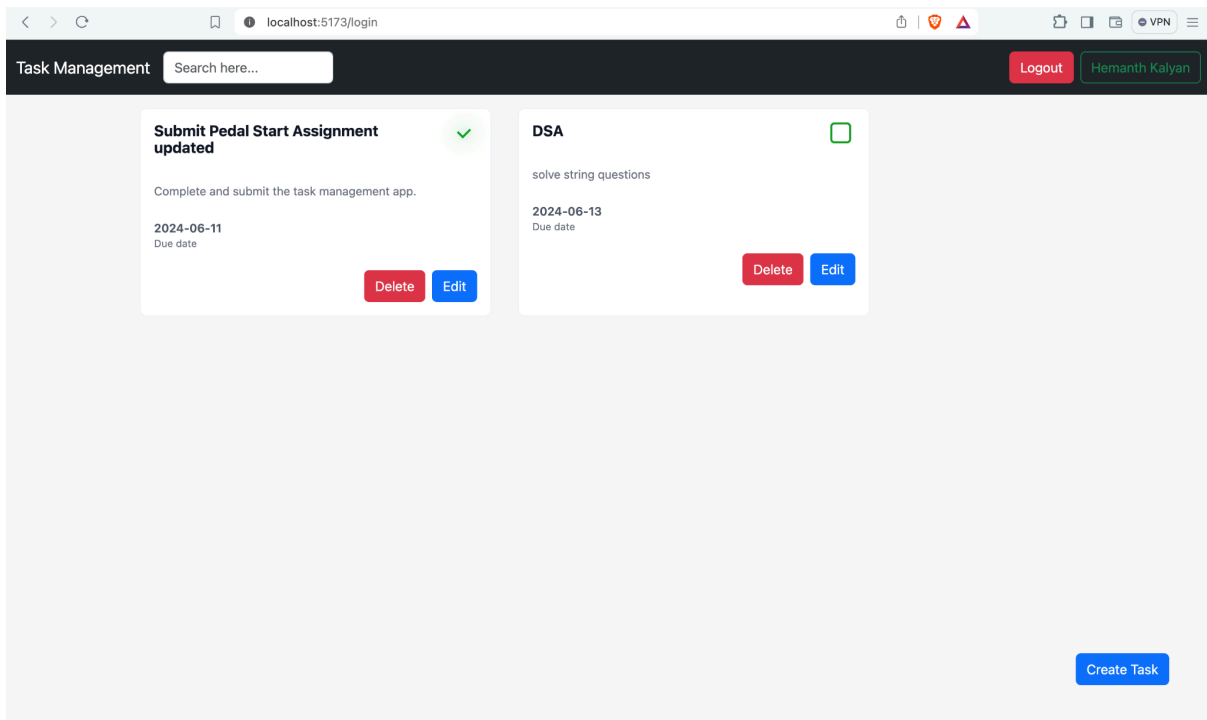 localhost:5173/login
VPN
Task Management
Search here...
Logout
Hemanth Kalyan
Submit Pedal Start Assignment
updated
Complete and submit the task management app.
2024-06-11
Due date
Delete
Edit
DSA
solve string questions
2024-06-13
Due date
Delete
Edit
Create Task